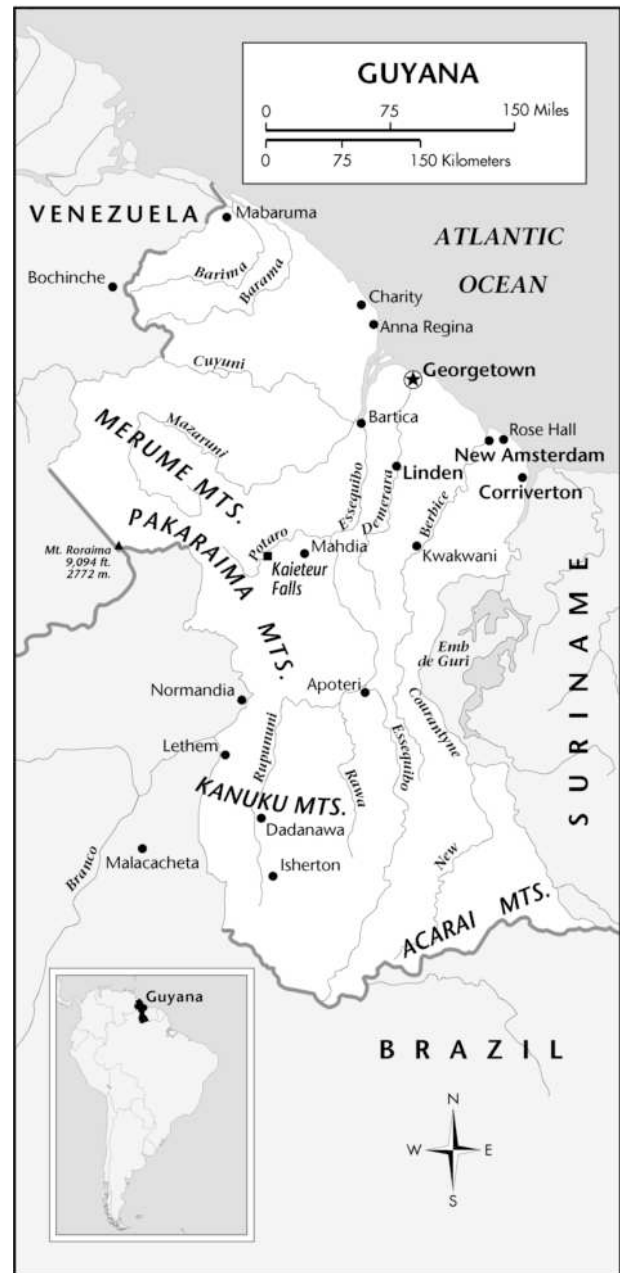 GUYANA
0 75 150 Miles
0 75 150 Kilometers
VENEZUELA
Mabaruma
ATLANTIC
OCEAN
Bochinche
Barima
Barama
Charity
Anna Regina
Cuyuni
Georgetown
Mazaruni
Bartica
MERUME MTS.
Rose Hall
New Amsterdam
Linden
Corriverton
Essequibo
Demerara
Berbice
PAKARAIMA
MTS.
Potaro
Mahdia
Kwakwani
Mt. Roraima
9,094 ft.
2772 m.
Kaieteur
Falls
SURINAME
Emb
de Guri
Normandia
Apoteri
Courantyne
Lethem
Rupununi
Rawa
Essequibo
KANUKU MTS.
Dadanawa
Malacacheta
Isherton
Branco
New
ACARAI MTS.
Guyana
BRAZIL
N
W E
S